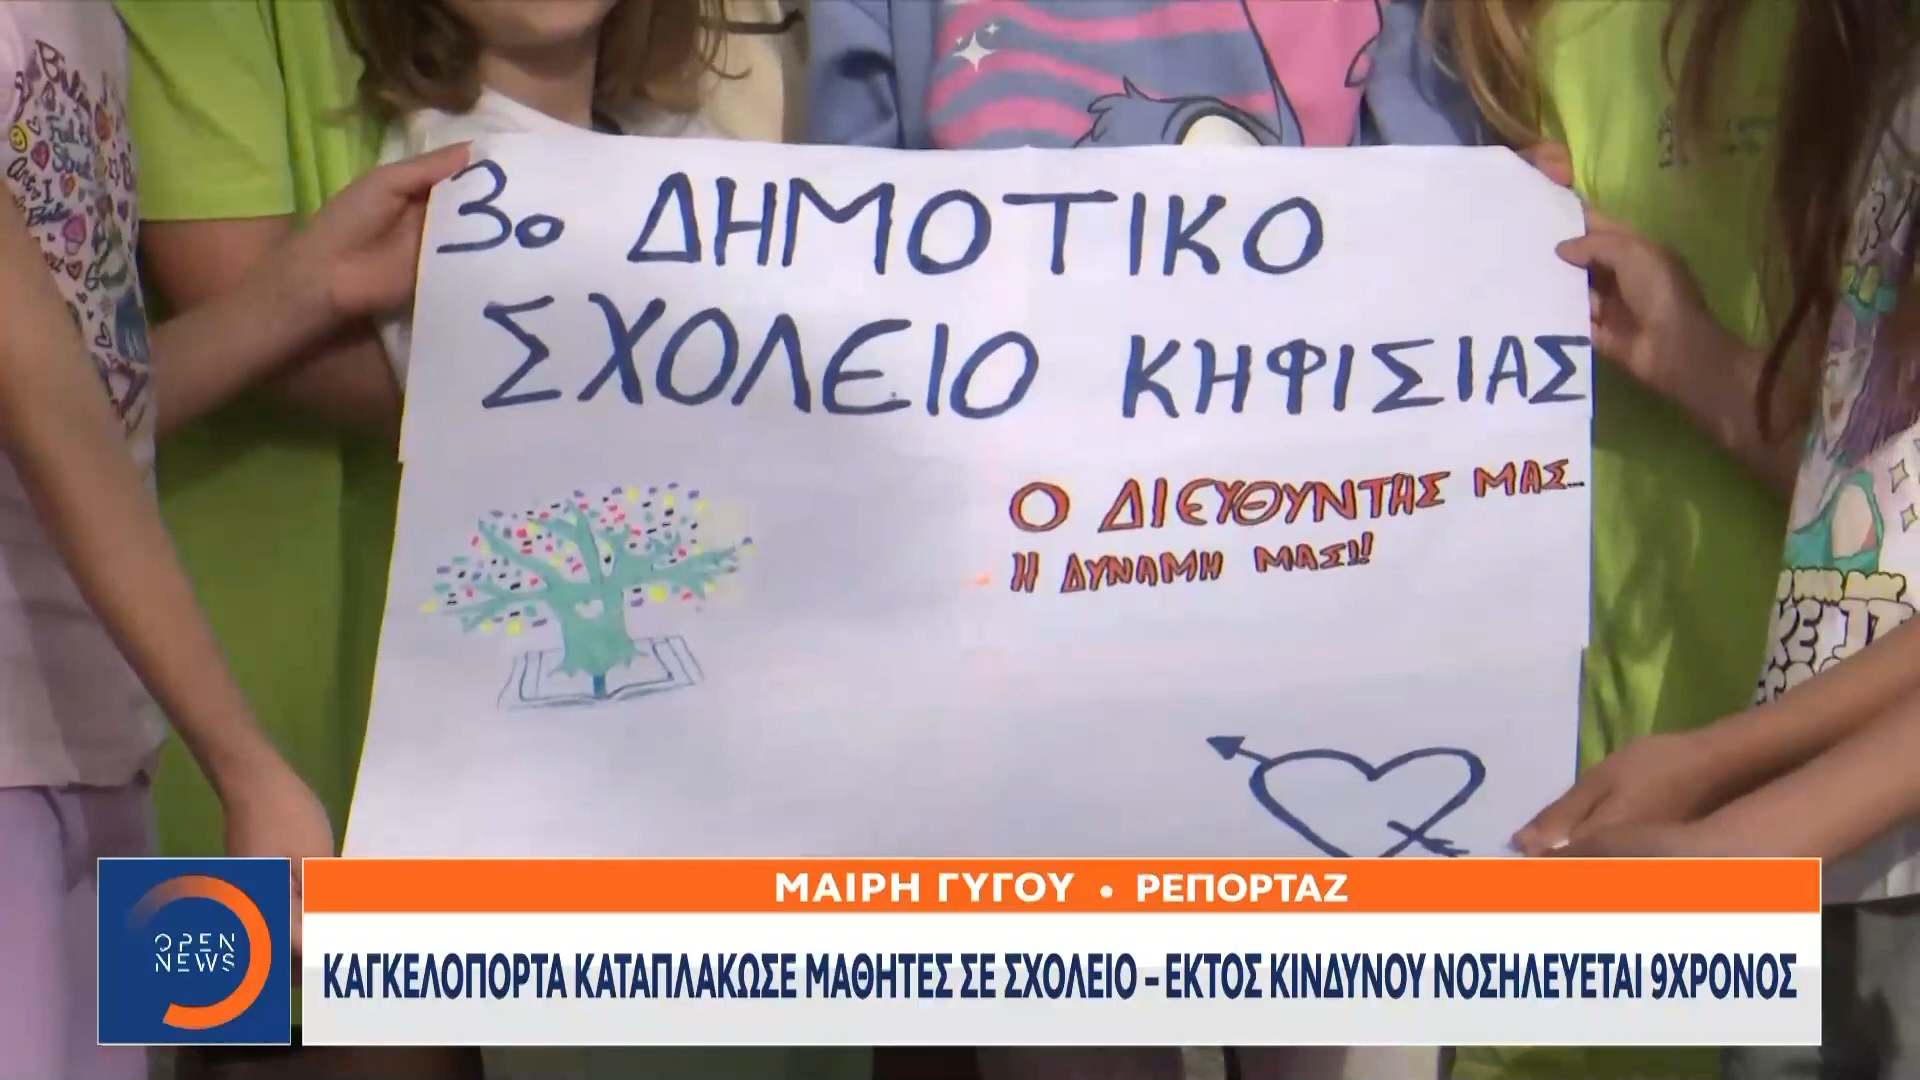 3ο ΔΗΜΟΤΙΚΟ
ΣΧΟΛΕΙΟ ΚΗΦΙΣΙΑΣ
Ο ΔΙΕΥΘΥΝΤΗΣ ΜΑΣ...
Η ΔΥΝΑΜΗ ΜΑΣ!!
ΜΑΙΡΗ ΓΥΓΟΥ • ΡΕΠΟΡΤΑΖ
OPEN
NEWS
ΚΑΓΚΕΛΟΠΟΡΤΑ ΚΑΤΑΠΛΑΚΩΣΕ ΜΑΘΗΤΕΣ ΣΕ ΣΧΟΛΕΙΟ – ΕΚΤΟΣ ΚΙΝΔΥΝΟΥ ΝΟΣΗΛΕΥΕΤΑΙ 9ΧΡΟΝΟΣ